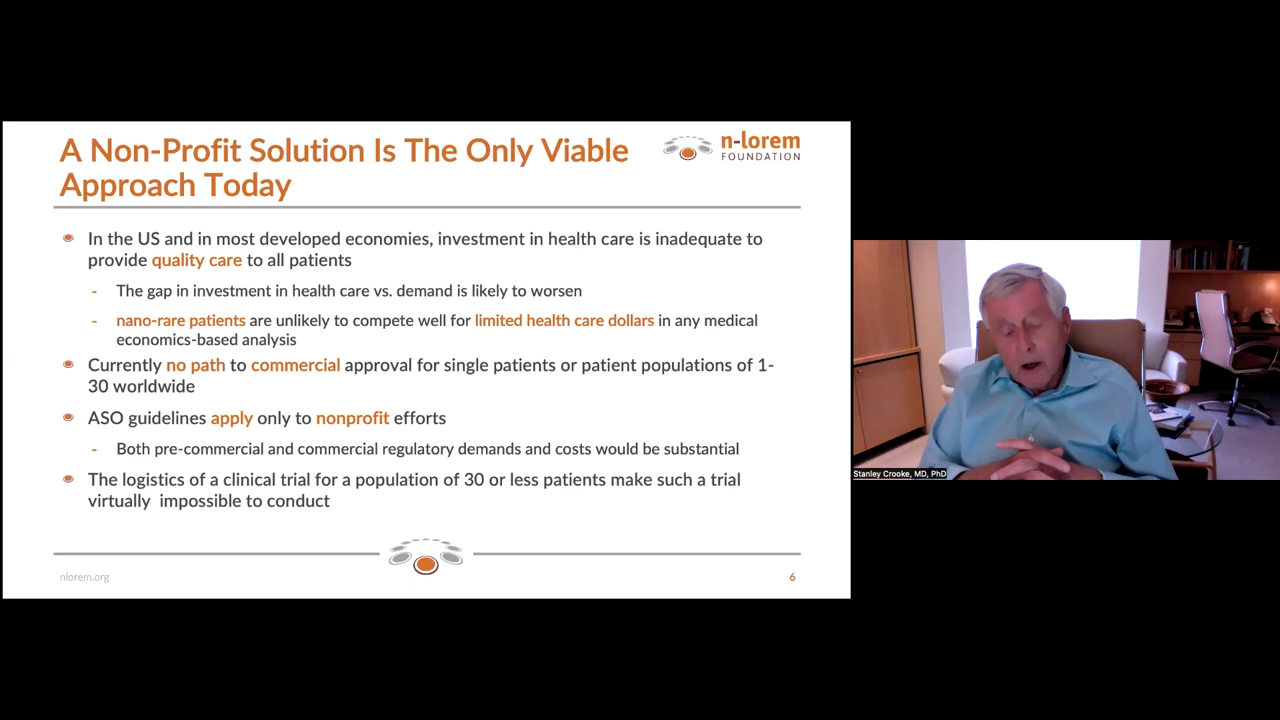 A Non-Profit Solution Is The Only Viable
Approach Today
n-lorem
FOUNDATION
In the US and in most developed economies, investment in health care is inadequate to
provide quality care to all patients
- The gap in investment in health care vs. demand is likely to worsen
- nano-rare patients are unlikely to compete well for limited health care dollars in any medical
economics-based analysis
Currently no path to commercial approval for single patients or patient populations of 1-
30 worldwide
ASO guidelines apply only to nonprofit efforts
- Both pre-commercial and commercial regulatory demands and costs would be substantial
The logistics of a clinical trial for a population of 30 or less patients make such a trial
virtually impossible to conduct
nlorem.org
6
Stanley Crooke, MD, PhD